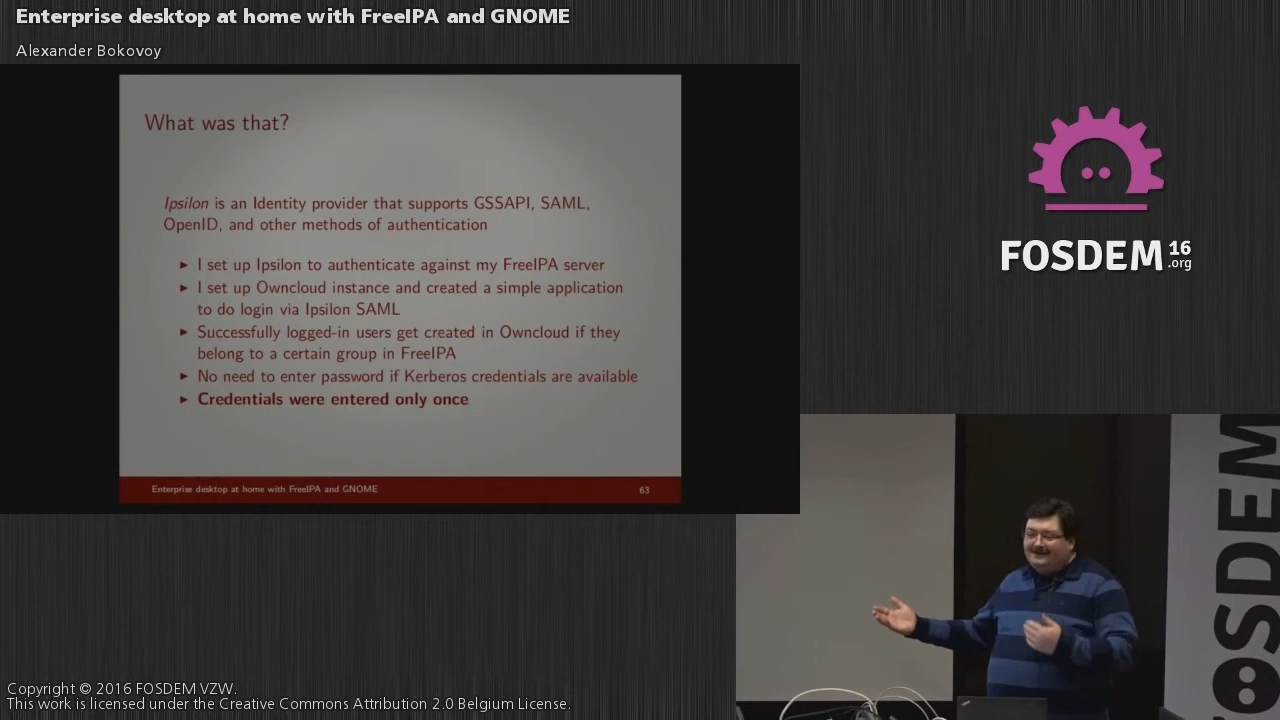 Enterprise desktop at home with FreeIPA and GNOME
Alexander Bokovoy
What was that?
Ipsilon is an Identity provider that supports GSSAPI, SAML,
OpenID, and other methods of authentication
► I set up Ipsilon to authenticate against my FreeIPA server
► I set up Owncloud instance and created a simple application
to do login via Ipsilon SAML
► Successfully logged-in users get created in Owncloud if they
belong to a certain group in FreeIPA
► No need to enter password if Kerberos credentials are available
► Credentials were entered only once
Enterprise desktop at home with FreeIPA and GNOME 63
FOSDEM 16
.org
FOSDEM
Copyright © 2016 FOSDEM VZW.
This work is licensed under the Creative Commons Attribution 2.0 Belgium License.